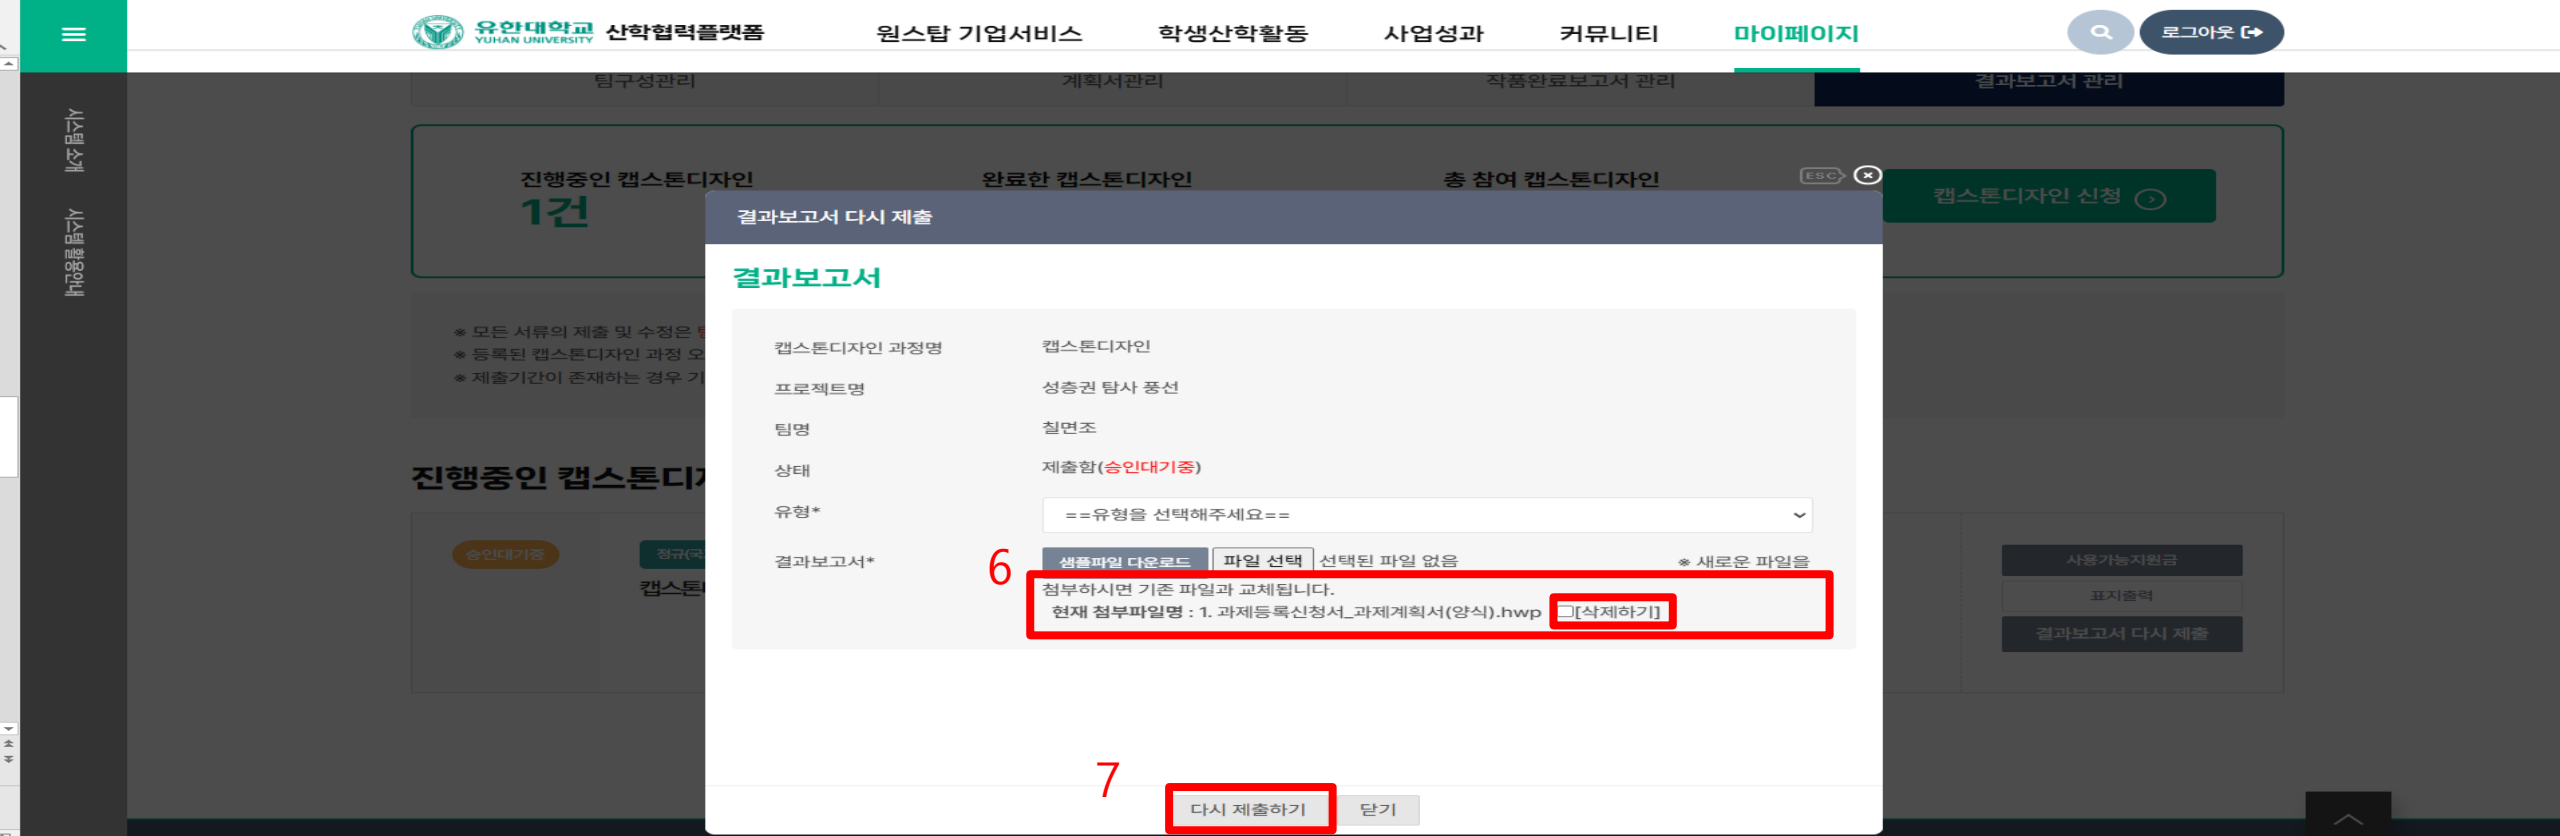 유한대학교 산학협력플랫폼
YUHAN UNIVERSITY
원스탑 기업서비스
학생산학활동
사업성과
커뮤니티
마이페이지
로그아웃
시스템 소개
시스템 활용안내
팀구성관리
계획서관리
작품완료보고서 관리
결과보고서 관리
진행중인 캡스톤디자인
1건
완료한 캡스톤디자인
총 참여 캡스톤디자인
ESC
캡스톤디자인 신청
※ 모든 서류의 제출 및 수정은
※ 등록된 캡스톤디자인 과정 오
※ 제출기간이 존재하는 경우 기
진행중인 캡스톤디
승인대기중
정규(국
캡스톤
사용가능지원금
표지출력
결과보고서 다시 제출
결과보고서 다시 제출
결과보고서
캡스톤디자인 과정명 캡스톤디자인
프로젝트명 성층권 탐사 풍선
팀명 칠면조
상태 제출함(승인대기중)
유형* ==유형을 선택해주세요==
6
결과보고서* 샘플파일 다운로드 파일 선택 선택된 파일 없음 ※ 새로운 파일을
첨부하시면 기존 파일과 교체됩니다.
현재 첨부파일명 : 1. 과제등록신청서_과제계획서(양식).hwp [삭제하기]
7
다시 제출하기 닫기